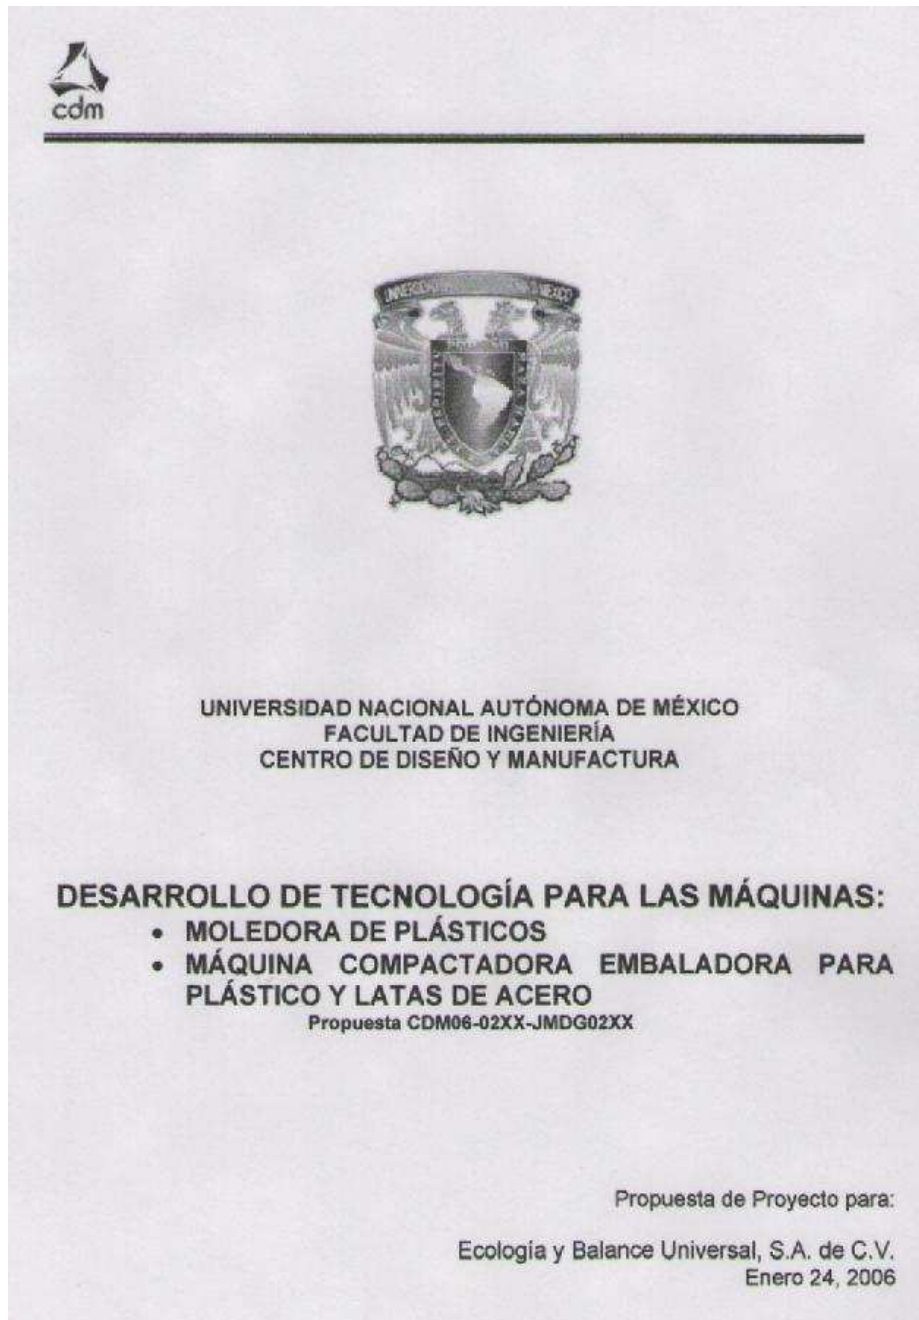 cdm
UNIVERSIDAD NACIONAL AUTÓNOMA DE MÉXICO
FACULTAD DE INGENIERÍA
CENTRO DE DISEÑO Y MANUFACTURA
DESARROLLO DE TECNOLOGÍA PARA LAS MÁQUINAS:
• MOLEDORA DE PLÁSTICOS
• MÁQUINA COMPACTADORA EMBALADORA PARA
PLÁSTICO Y LATAS DE ACERO
Propuesta CDM06-02XX-JMDG02XX
Propuesta de Proyecto para:
Ecología y Balance Universal, S.A. de C.V.
Enero 24, 2006